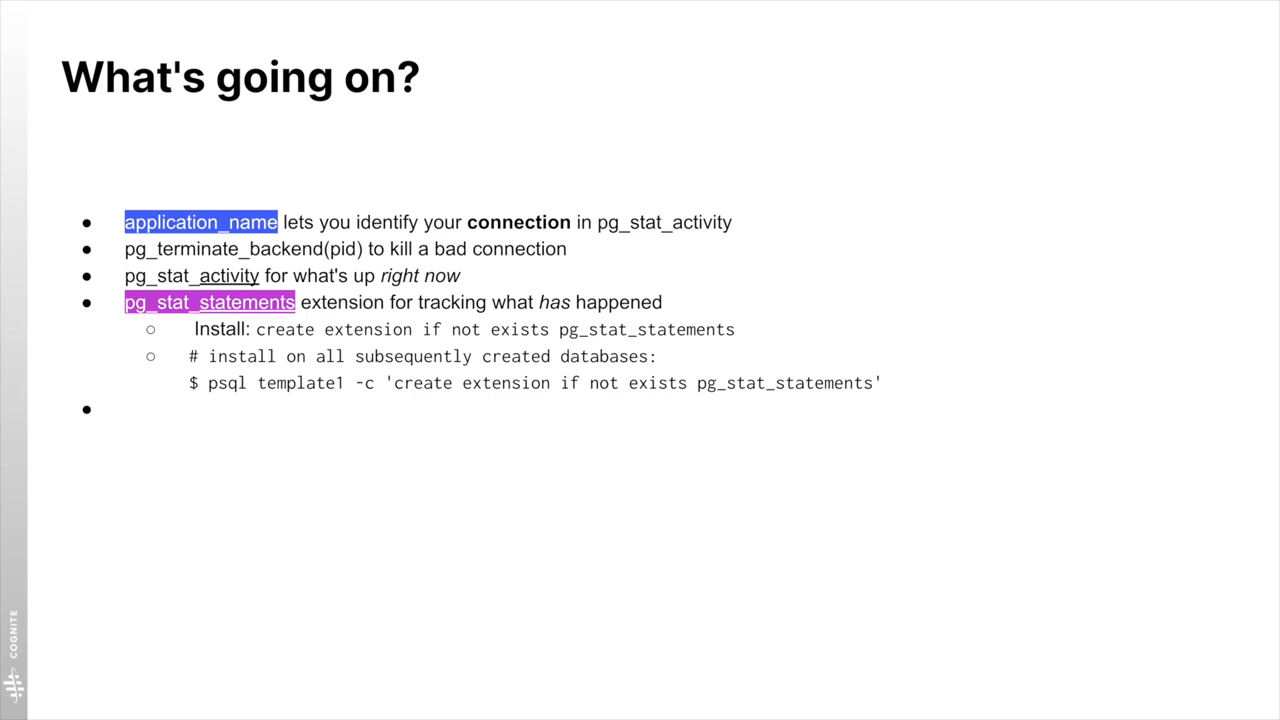 What's going on?
● application_name lets you identify your connection in pg_stat_activity
● pg_terminate_backend(pid) to kill a bad connection
● pg_stat_activity for what's up right now
● pg_stat_statements extension for tracking what has happened
○ Install: create extension if not exists pg_stat_statements
○ # install on all subsequently created databases:
$ psql template1 -c 'create extension if not exists pg_stat_statements'
●
COGNITE